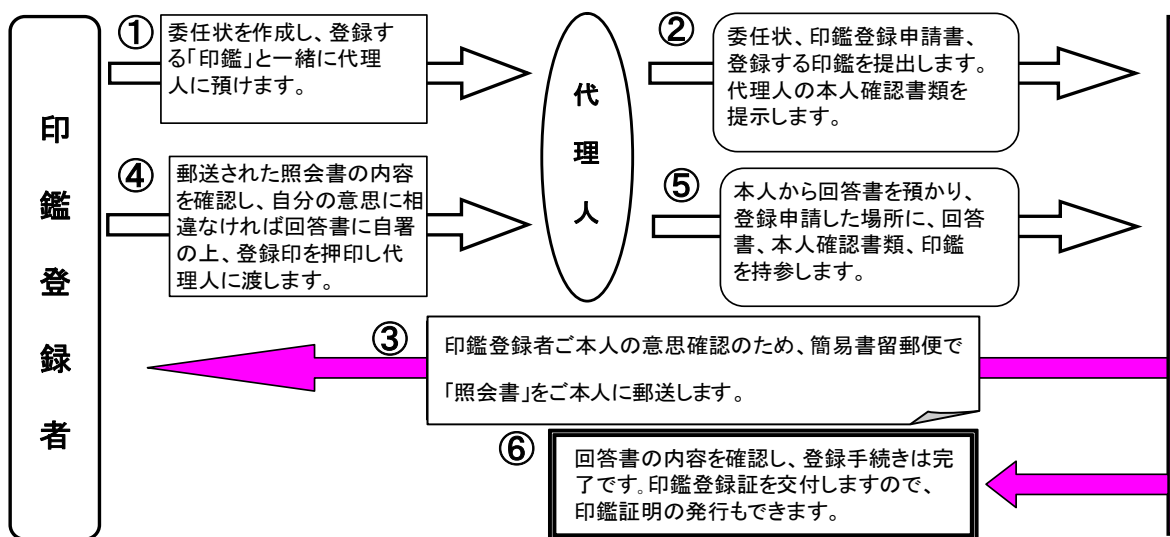 印鑑登録者
①
委任状を作成し、登録す
る「印鑑」と一緒に代理
人に預けます。
代理人
②
委任状、印鑑登録申請書、
登録する印鑑を提出します。
代理人の本人確認書類を
提示します。
④
郵送された照会書の内容
を確認し、自分の意思に相
違なければ回答書に自署
の上、登録印を押印し代
理人に渡します。
⑤
本人から回答書を預かり、
登録申請した場所に、回答
書、本人確認書類、印鑑
を持参します。
③
印鑑登録者ご本人の意思確認のため、簡易書留郵便で
「照会書」をご本人に郵送します。
⑥
回答書の内容を確認し、登録手続きは完
了です。印鑑登録証を交付しますので、
印鑑証明の発行もできます。